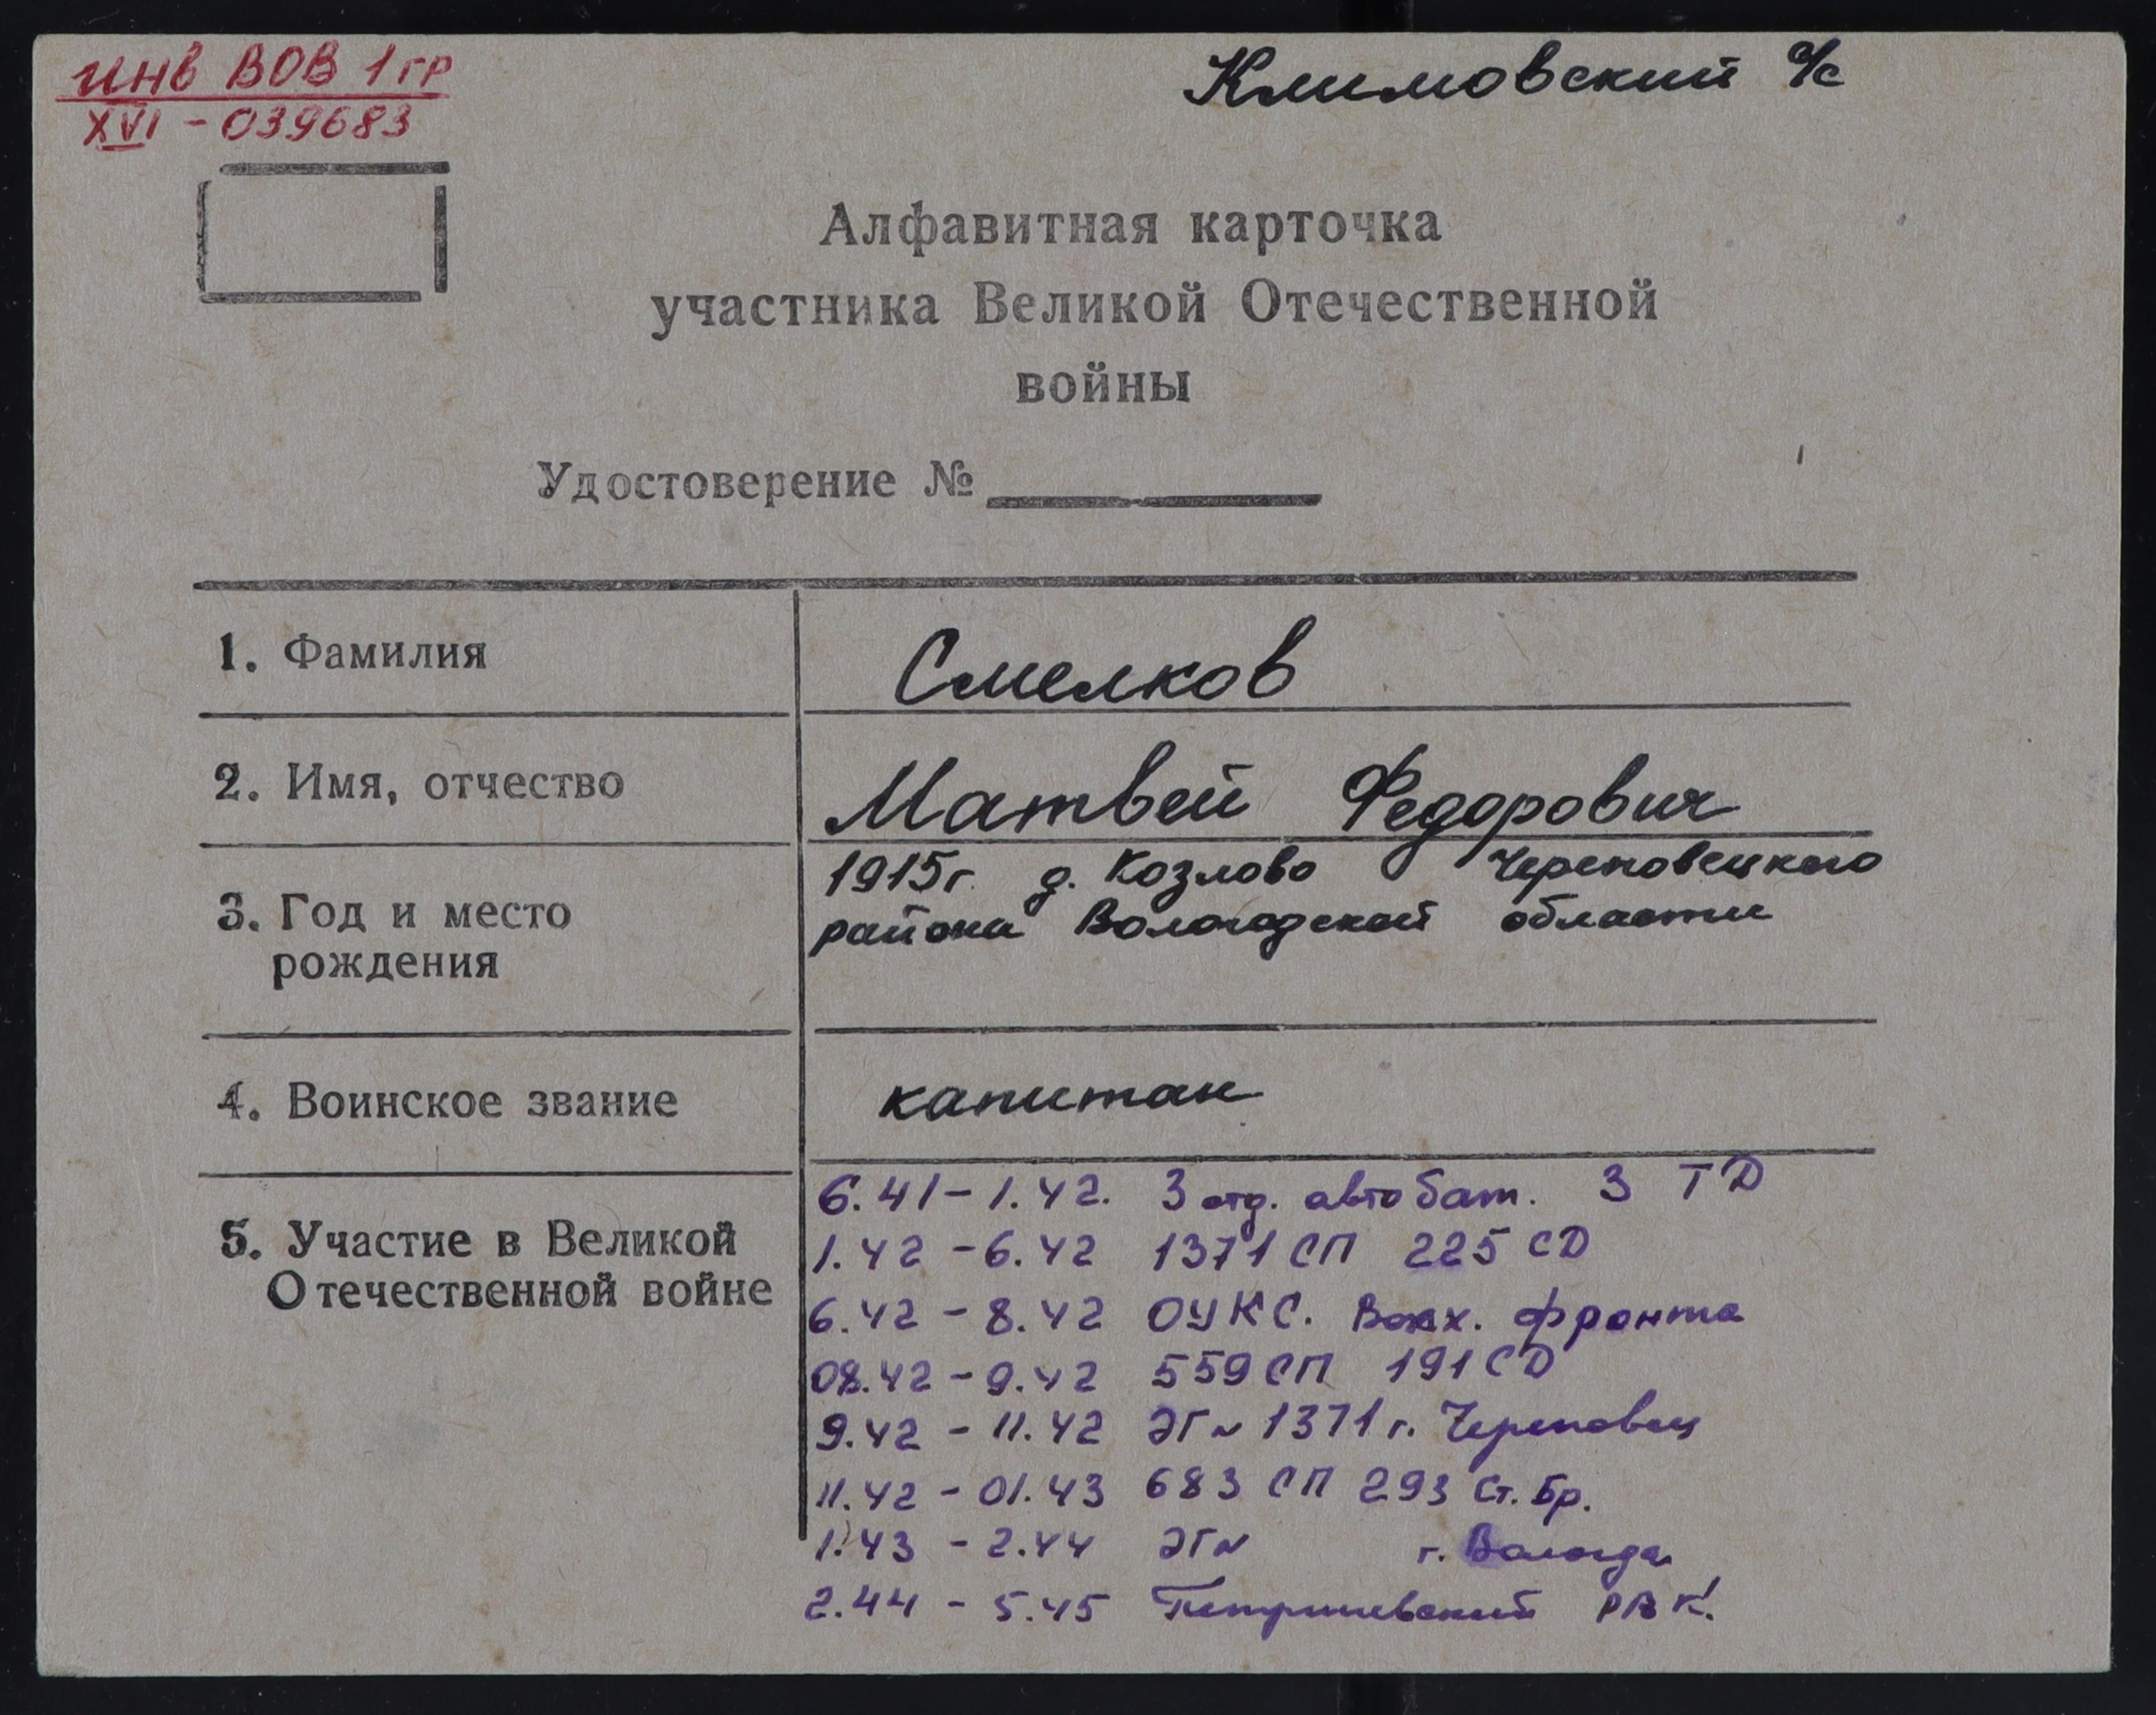 инв ВОВ 1 гр
XVI - 039683
Климовский с/с
Алфавитная карточка
участника Великой Отечественной
войны
Удостоверение №
1. Фамилия
Смелков
2. Имя, отчество
Матвей Федорович
3. Год и место
рождения
1915г. д. Козлово Череповецкого
района Вологодской области
4. Воинское звание
капитан
5. Участие в Великой
Отечественной войне
6.41 - 1.42. 3 отд. автобат. 3 ТД
1.42 - 6.42 1371 СП 225 СД
6.42 - 8.42 ОУКС. Волх. фронта
08.42 - 9.42 559 СП 191 СД
9.42 - 11.42 ЭГ№ 1371 г. Череповец
11.42 - 01.43 683 СП 293 Ст. бр.
1.43 - 2.44 ЭГ№ г. Вологда
2.44 - 5.45 РВК.